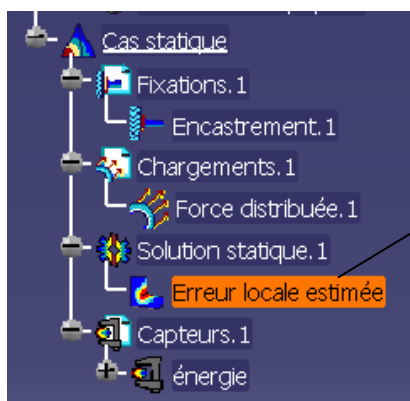 Cas statique
Fixations.1
Encastrement.1
Chargements.1
Force distribuée.1
Solution statique.1
Erreur locale estimée
Capteurs.1
énergie